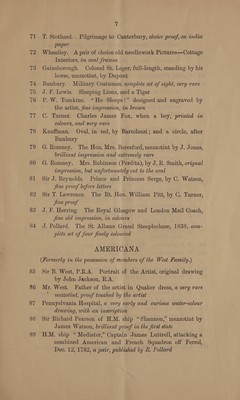 7
71 T. Stothard. Pilgrimage to Canterbury, choice proof, on india
paper
72 Wheatley. A pair of choice old needlework Pictures—Cottage
Interiors, in oval frames
73 Gainsborough. Colonel St. Leger, full-length, standing by his
horse, mezzotint, by Dupont
74 Bunbury. Military Costumes, complete set of eight, very rare
75 J. F. Lewis. Sleeping Lions, and a Tiger
76 P. W. Tomkins. "He Sleeps!" designed and engraved by
the artist, fine impression, in brown
77 C. Turner. Charles James Fox, when a boy, printed in
colours, and very rare
78 Kauffman. Oval, in red, by Bartolozzi; and a circle, after
Bunbury
79 G. Romney. The Hon. Mrs. Beresford, mezzotint by J. Jones,
brilliant impression and extremely rare
80 G. Romney. Mrs. Robinson (Perdita), by J. R. Smith, original
impression, but unfortunately cut to the oval
81 Sir J. Reynolds. Prince and Princess Serge, by C. Watson,
fine proof before letters
82 Sir T. Lawrence. The Rt. Hon. William Pitt, by C. Turner,
fine proof
83 J. F. Herring. The Royal Glasgow and London Mail Coach,
fine old impression, in colours
84 J. Pollard. The St. Albans Grand Steeplechase, 1838, com-
plete set of four finely coloured
AMERICANA
(Formerly in the possession of members of the West Family.)
85 Sir B. West, P.R.A. Portrait of the Artist, original drawing
by John Jackson, R.A.
86 Mr. West. Father of the artist in Quaker dress, a very rare
mezzotint, proof touched by the artist
87 Pennsylvania Hospital, a very early and curious water-colour
drawing, with an inscription
88 Sir Richard Pearson of H.M. ship "Shannon," mezzotint by
James Watson, brilliant proof in the first state
89 H.M. ship "Mediator," Captain James Luttrell, attacking a
combined American and French Squadron off Ferrol,
Dec. 12, 1782, a pair, published by R. Pollard